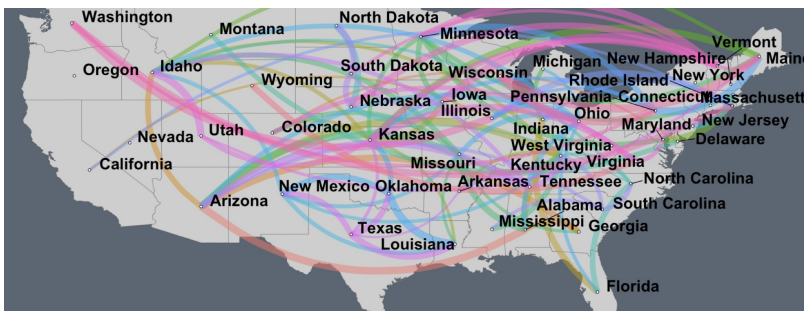 Washington
North Dakota
Montana
Minnesota
Vermont
Oregon
Idaho
South Dakota
Wisconsin
Michigan
New Hampshire
Maine
Wyoming
Rhode Island
New York
Nebraska
Iowa
Pennsylvania
Connecticut
Massachusett
Illinois
Ohio
Nevada
Utah
Colorado
Kansas
Indiana
Maryland
New Jersey
West Virginia
Delaware
California
Missouri
Kentucky
Virginia
Arizona
New Mexico
Oklahoma
Arkansas
Tennessee
North Carolina
Alabama
South Carolina
Texas
Mississippi
Georgia
Louisiana
Florida